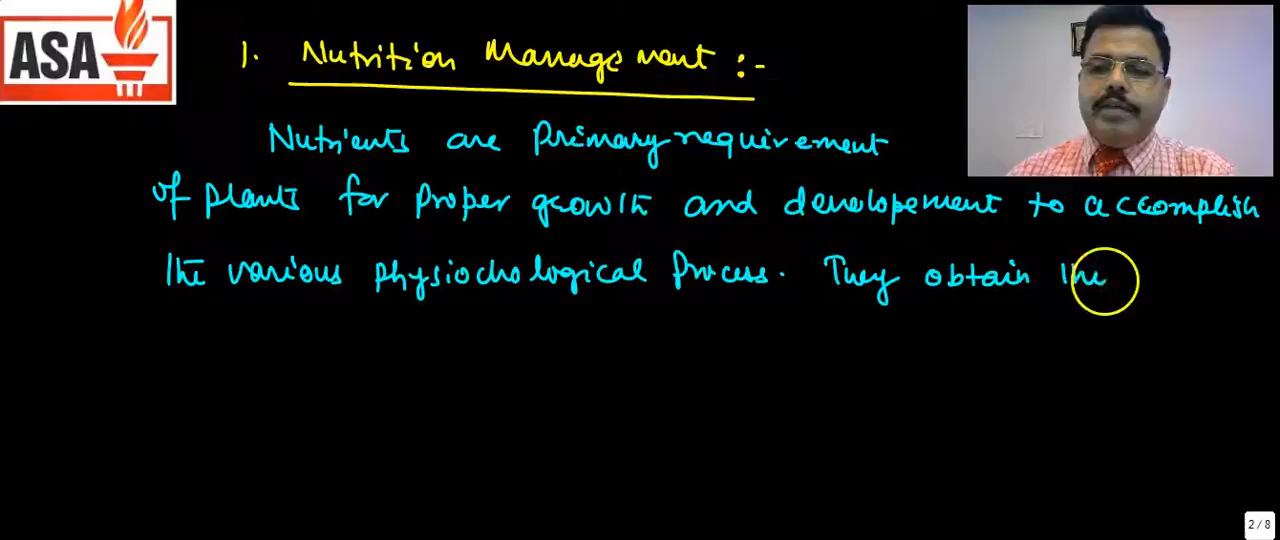 ASA
1. Nutrition Management :-
Nutrients are Primary requirement
of plants for proper growth and developement to accomplish
the various physiochological Process. They obtain the
2/8